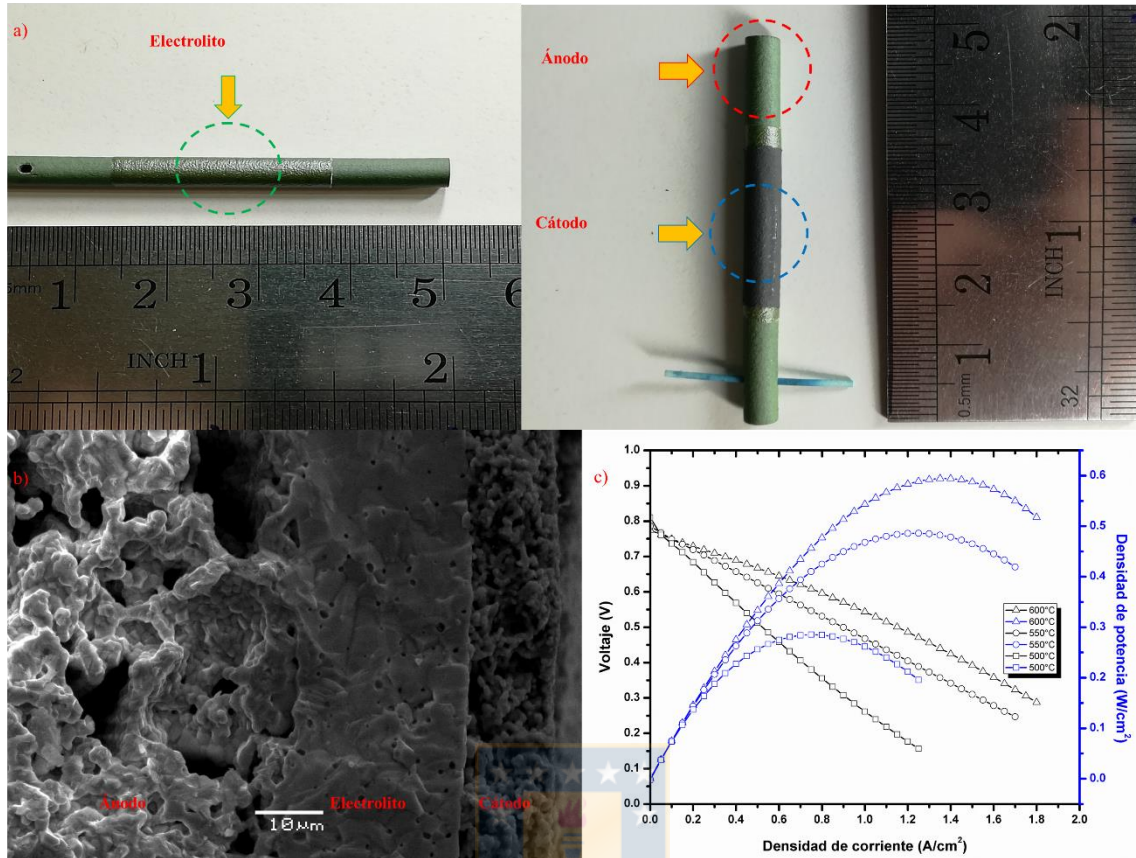 a)
Electrolito
5mm
1 2 3 4 5 6
INCH 1 2
2
Ánodo
Cátodo
5 2
4
3 1
2 INCH
1
0.5mm 32
b)
Ánodo
10μm
Electrolito
Cátodo
c)
1.0
0.9
0.8
0.7
0.6
0.5
0.4
0.3
0.2
0.1
0.0
Voltaje (V)
0.6
0.5
0.4
0.3
0.2
0.1
0.0
Densidad de potencia (W/cm²)
600°C
600°C
550°C
550°C
500°C
500°C
0.0 0.2 0.4 0.6 0.8 1.0 1.2 1.4 1.6 1.8 2.0
Densidad de corriente (A/cm²)